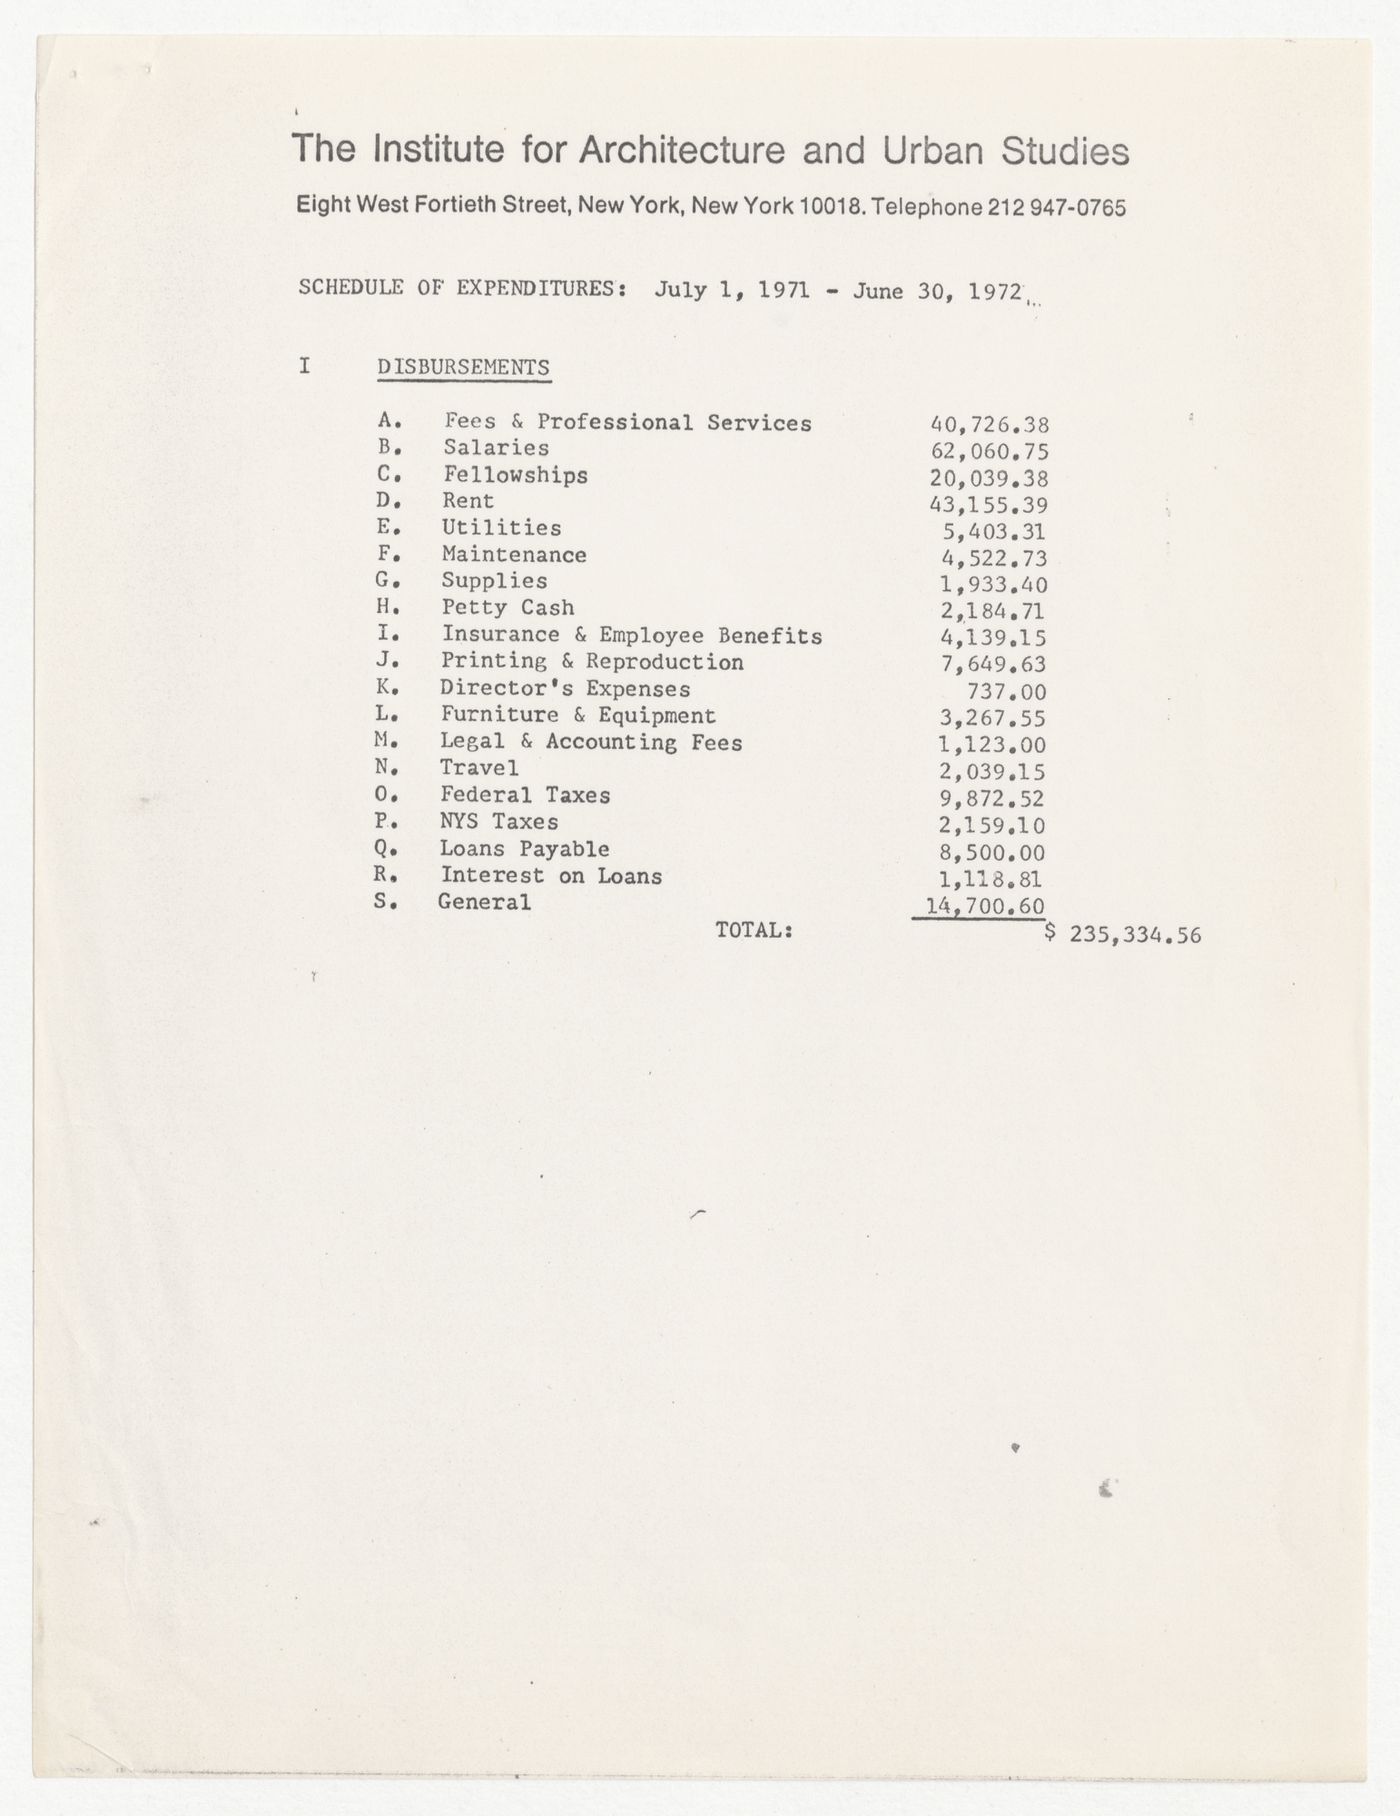 The Institute for Architecture and Urban Studies
Eight West Fortieth Street, New York, New York 10018. Telephone 212 947-0765
SCHEDULE OF EXPENDITURES: July 1, 1971 - June 30, 1972
I DISBURSEMENTS
A. Fees & Professional Services 40,726.38
B. Salaries 62,060.75
C. Fellowships 20,039.38
D. Rent 43,155.39
E. Utilities 5,403.31
F. Maintenance 4,522.73
G. Supplies 1,933.40
H. Petty Cash 2,184.71
I. Insurance & Employee Benefits 4,139.15
J. Printing & Reproduction 7,649.63
K. Director's Expenses 737.00
L. Furniture & Equipment 3,267.55
M. Legal & Accounting Fees 1,123.00
N. Travel 2,039.15
O. Federal Taxes 9,872.52
P. NYS Taxes 2,159.10
Q. Loans Payable 8,500.00
R. Interest on Loans 1,118.81
S. General 14,700.60
TOTAL: $ 235,334.56